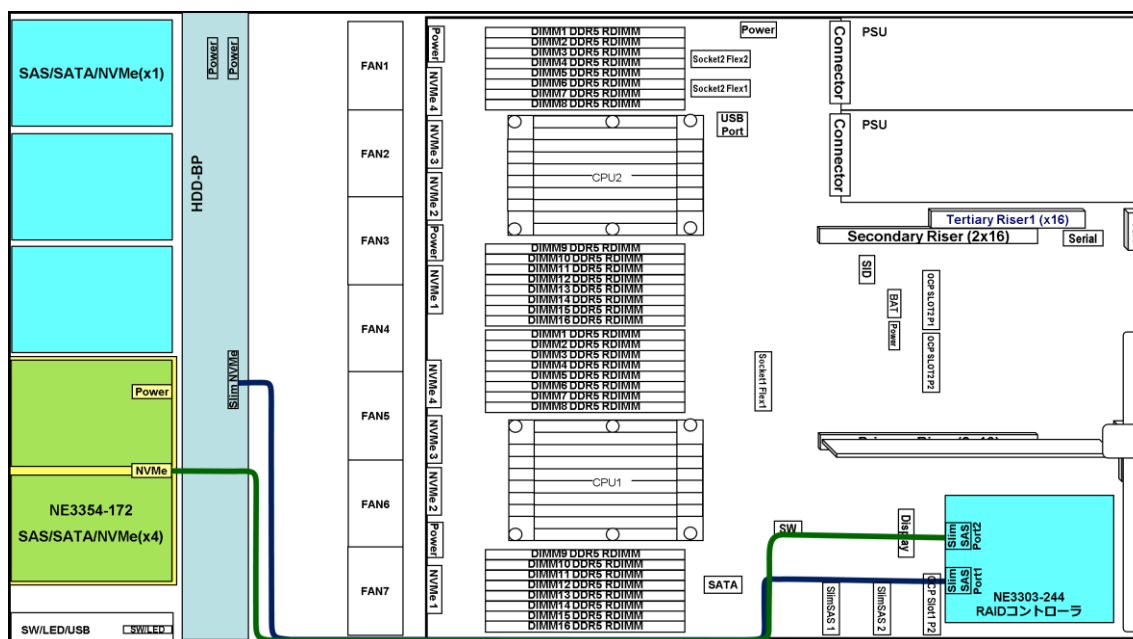 SAS/SATA/NVMe(x1)
Power
NVMe
NE3354-172
SAS/SATA/NVMe(x4)
SW/LED/USB
SW/LED
Power
Power
HDD-BP
Slim NVMe
FAN1
FAN2
FAN3
FAN4
FAN5
FAN6
FAN7
Power
NVMe 4
NVMe 3
NVMe 2
Power
NVMe 1
NVMe 4
NVMe 3
NVMe 2
Power
NVMe 1
DIMM1 DDR5 RDIMM
DIMM2 DDR5 RDIMM
DIMM3 DDR5 RDIMM
DIMM4 DDR5 RDIMM
DIMM5 DDR5 RDIMM
DIMM6 DDR5 RDIMM
DIMM7 DDR5 RDIMM
DIMM8 DDR5 RDIMM
CPU2
DIMM9 DDR5 RDIMM
DIMM10 DDR5 RDIMM
DIMM11 DDR5 RDIMM
DIMM12 DDR5 RDIMM
DIMM13 DDR5 RDIMM
DIMM14 DDR5 RDIMM
DIMM15 DDR5 RDIMM
DIMM16 DDR5 RDIMM
DIMM1 DDR5 RDIMM
DIMM2 DDR5 RDIMM
DIMM3 DDR5 RDIMM
DIMM4 DDR5 RDIMM
DIMM5 DDR5 RDIMM
DIMM6 DDR5 RDIMM
DIMM7 DDR5 RDIMM
DIMM8 DDR5 RDIMM
CPU1
DIMM9 DDR5 RDIMM
DIMM10 DDR5 RDIMM
DIMM11 DDR5 RDIMM
DIMM12 DDR5 RDIMM
DIMM13 DDR5 RDIMM
DIMM14 DDR5 RDIMM
DIMM15 DDR5 RDIMM
DIMM16 DDR5 RDIMM
Power
Socket2 Flex2
Socket2 Flex1
USB
Port
Connector
PSU
Connector
PSU
Tertiary Riser1 (x16)
Secondary Riser (2x16)
Serial
SID
BAT
Power
OCP SLOT2 P1
OCP SLOT2 P2
Socket1 Flex1
SW
Display
SATA
SlimSAS 1
SlimSAS 2
OCP Slot1 P2
Slim
SAS
Port2
Slim
SAS
Port1
NE3303-244
RAIDコントローラ